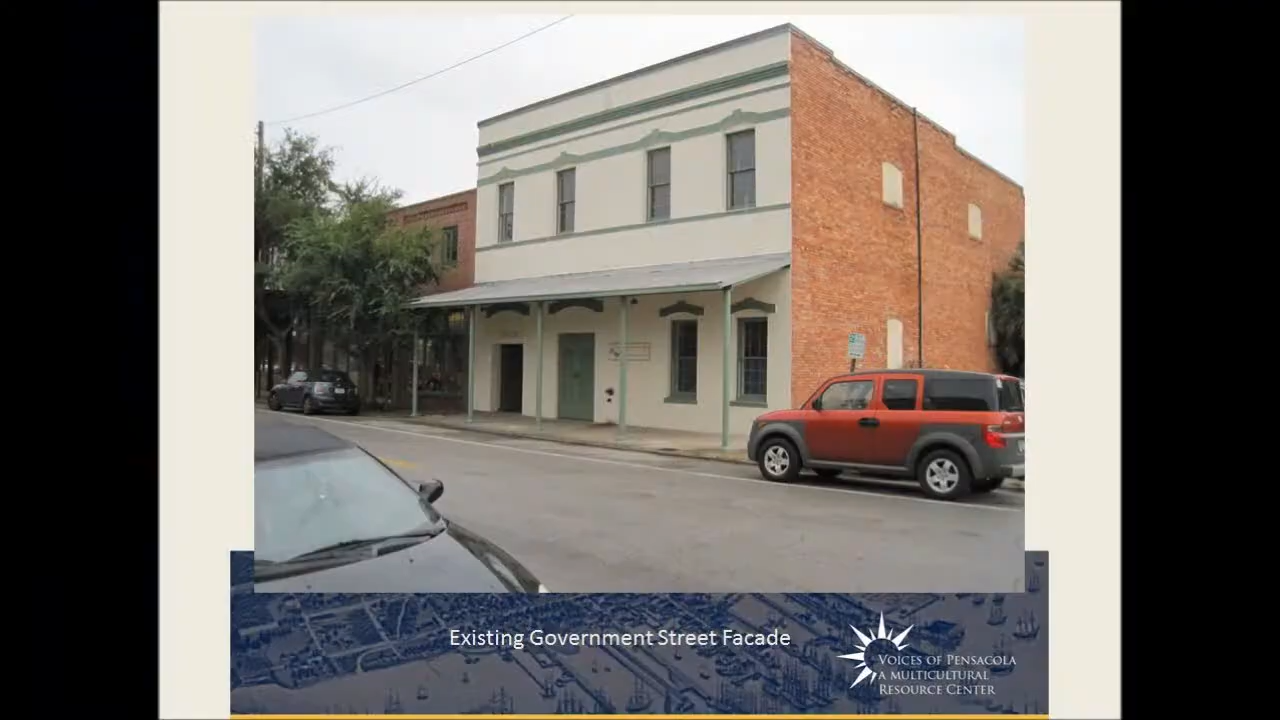 Existing Government Street Facade
VOICES OF PENSACOLA
A MULTICULTURAL
RESOURCE CENTER